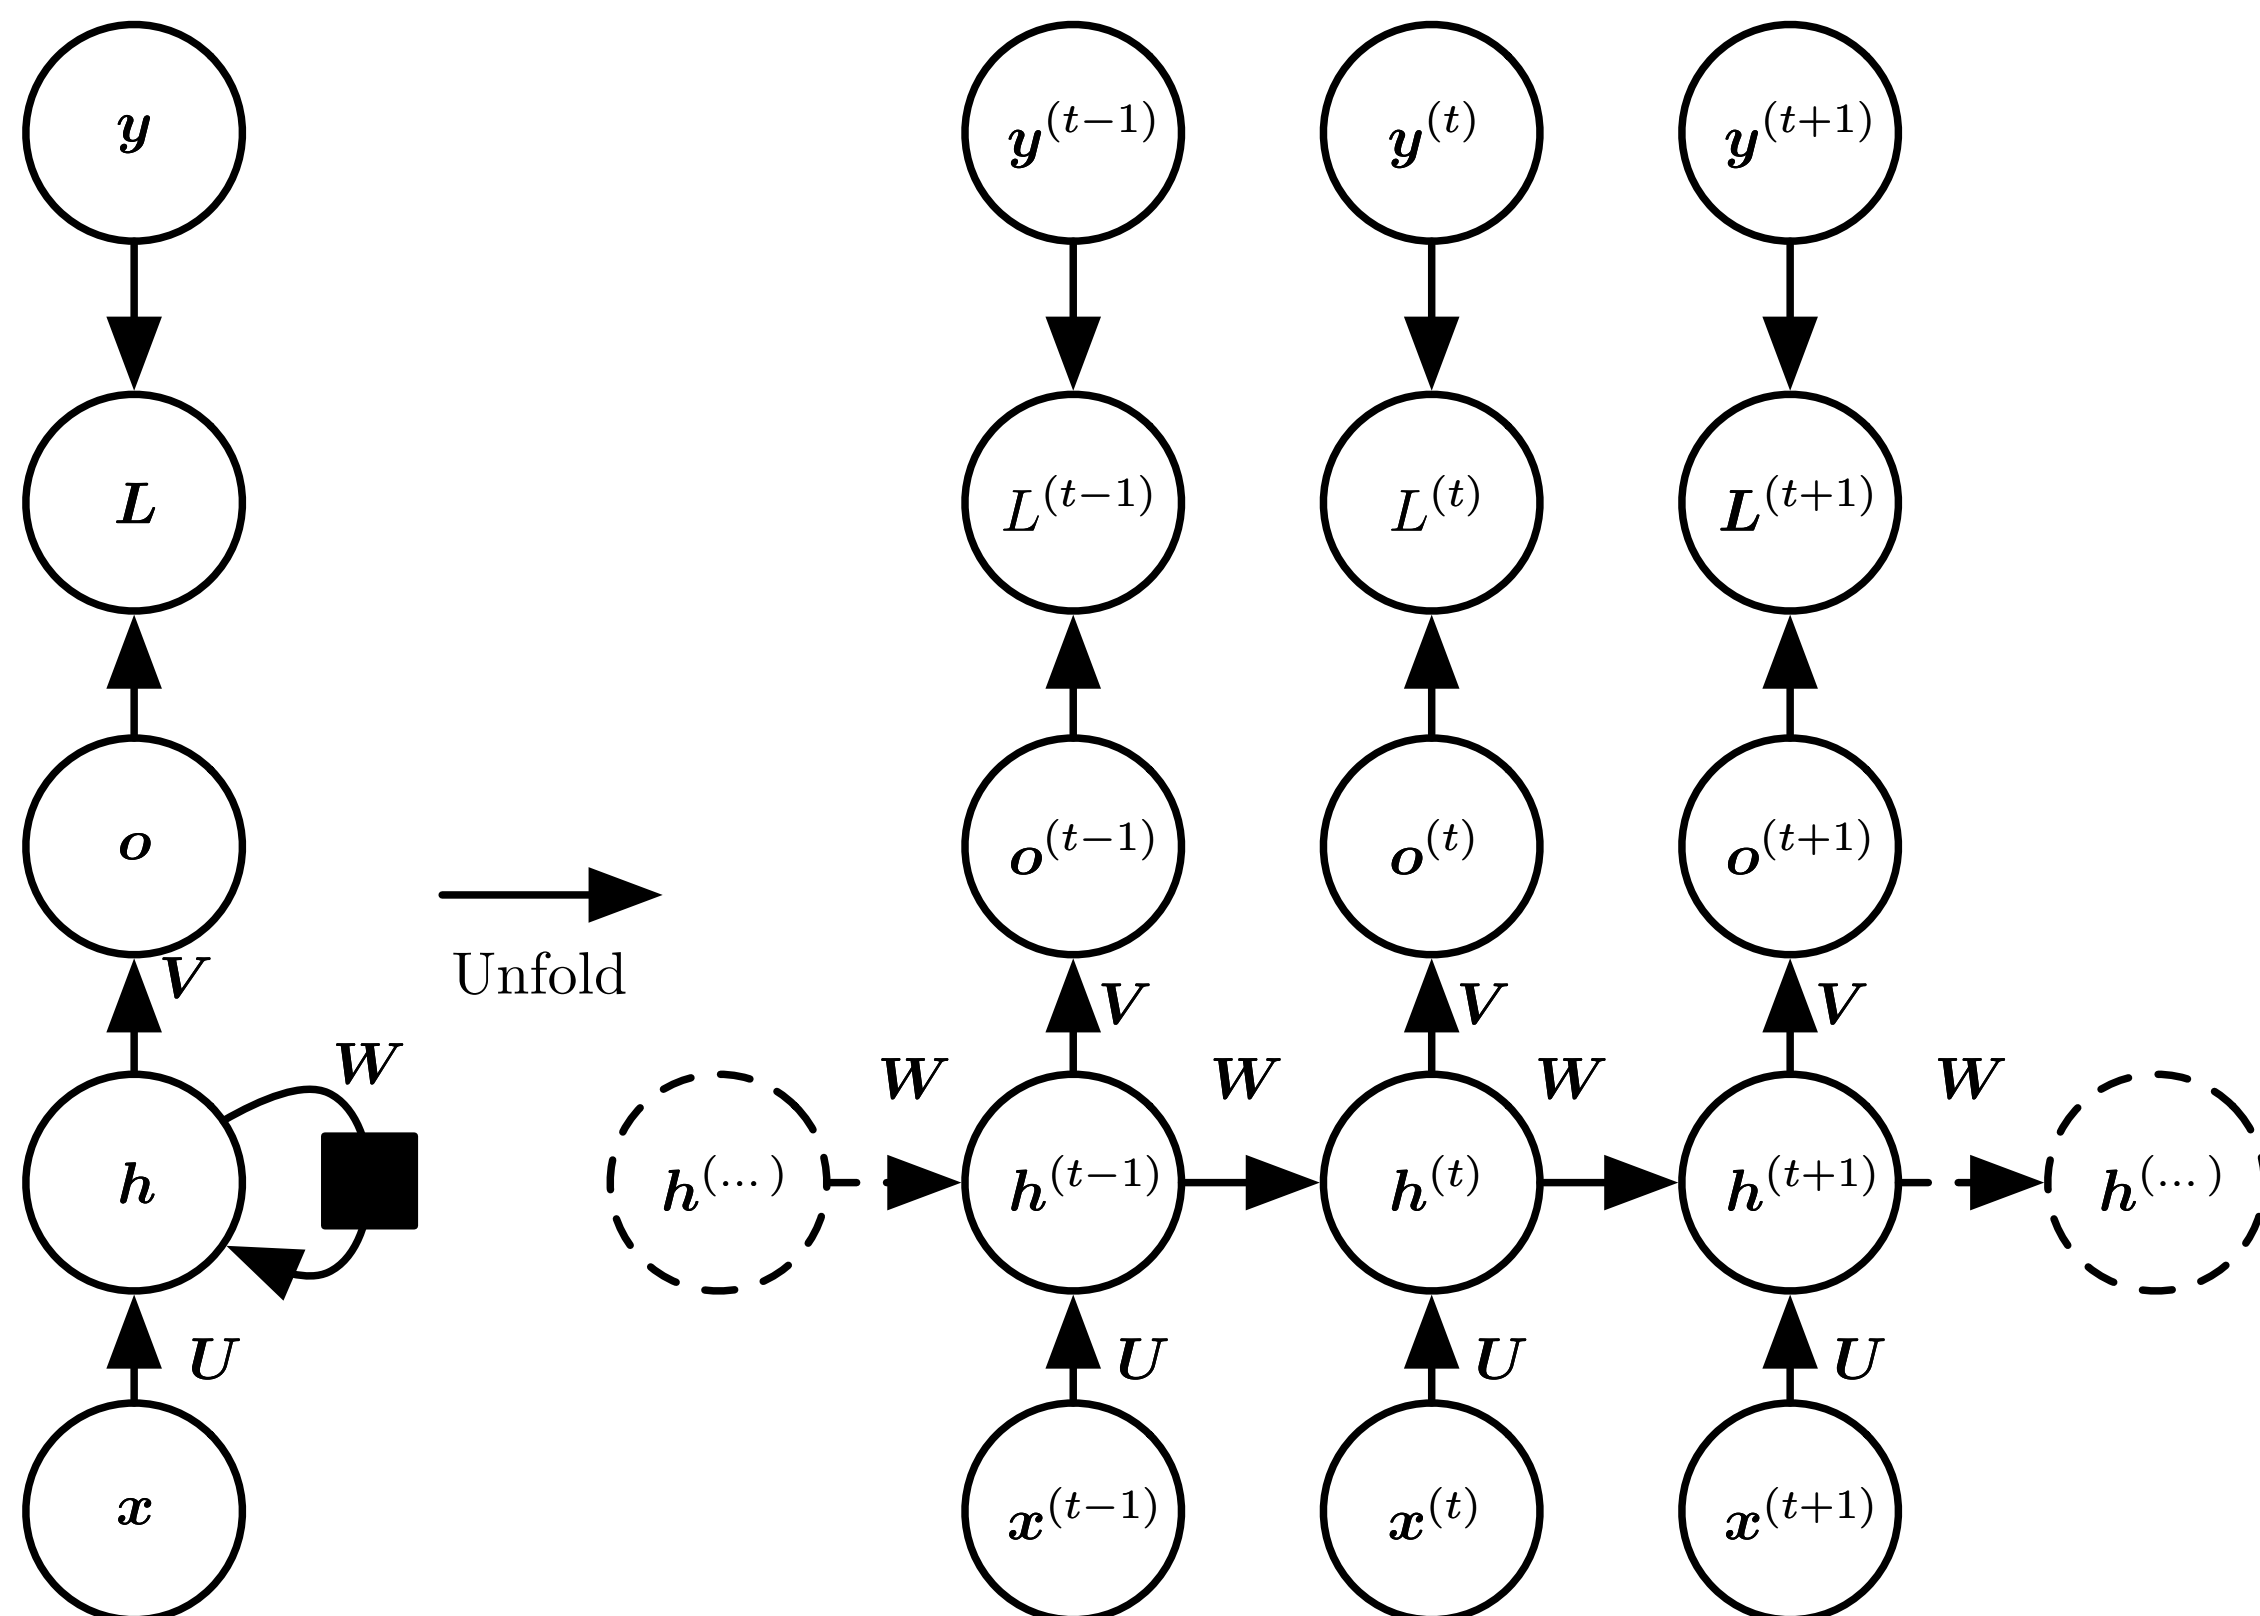 y y^(t−1) y^(t) y^(t+1)
L L^(t−1) L^(t) L^(t+1)
o o^(t−1) o^(t) o^(t+1)
Unfold
V V V V
W W W W W
h h^(...) h^(t−1) h^(t) h^(t+1) h^(...)
U U U U
x x^(t−1) x^(t) x^(t+1)